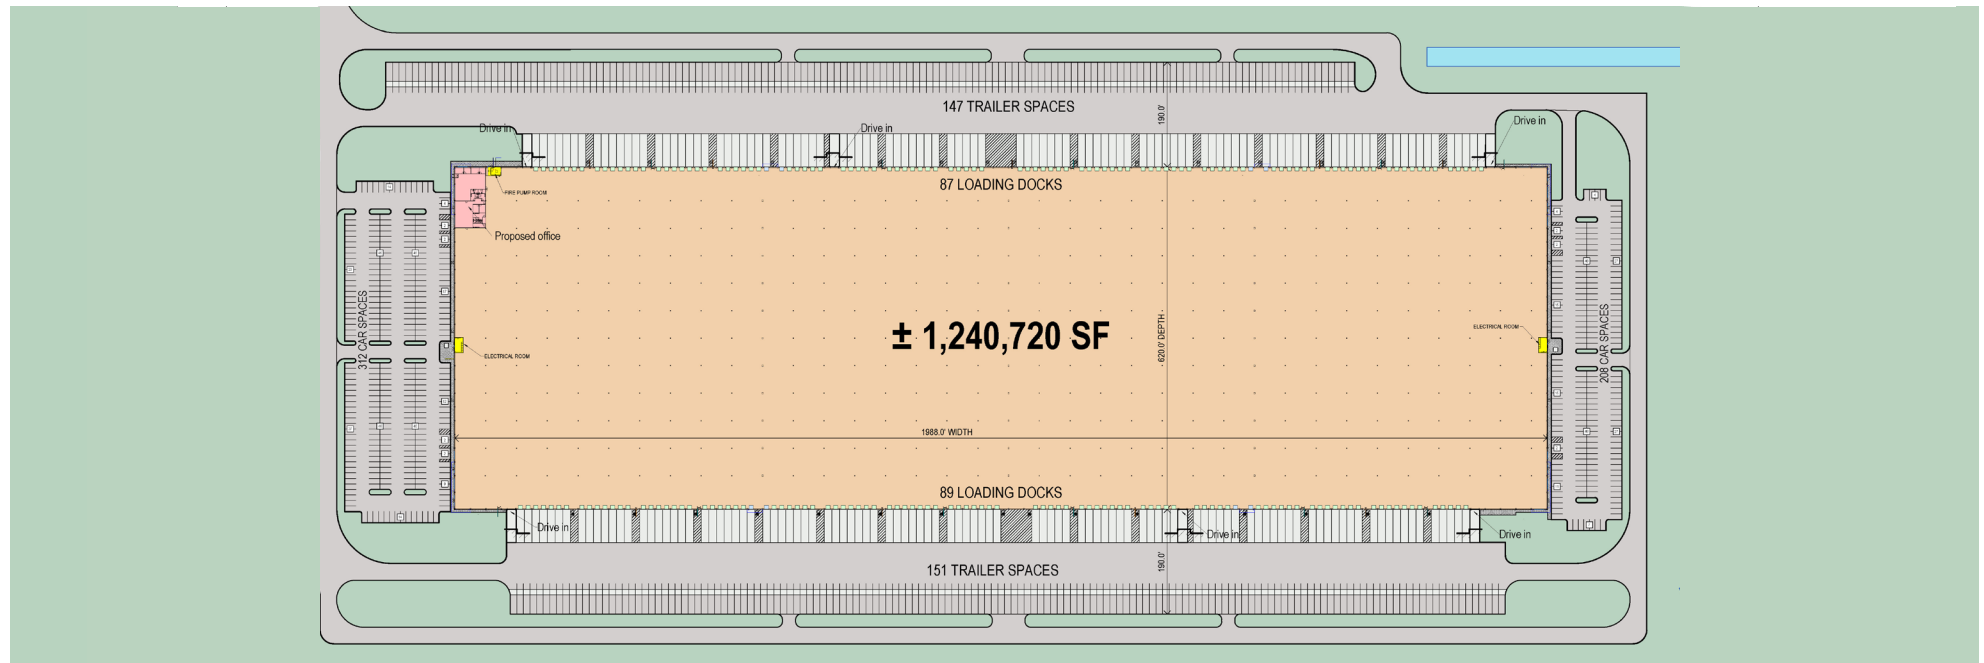 147 TRAILER SPACES
190.0'
Drive in
Drive in
Drive in
87 LOADING DOCKS
FIRE PUMP ROOM
Proposed office
312 CAR SPACES
± 1,240,720 SF
620.0' DEPTH
ELECTRICAL ROOM
208 CAR SPACES
ELECTRICAL ROOM
1988.0' WIDTH
89 LOADING DOCKS
Drive in
Drive in
Drive in
190.0'
151 TRAILER SPACES